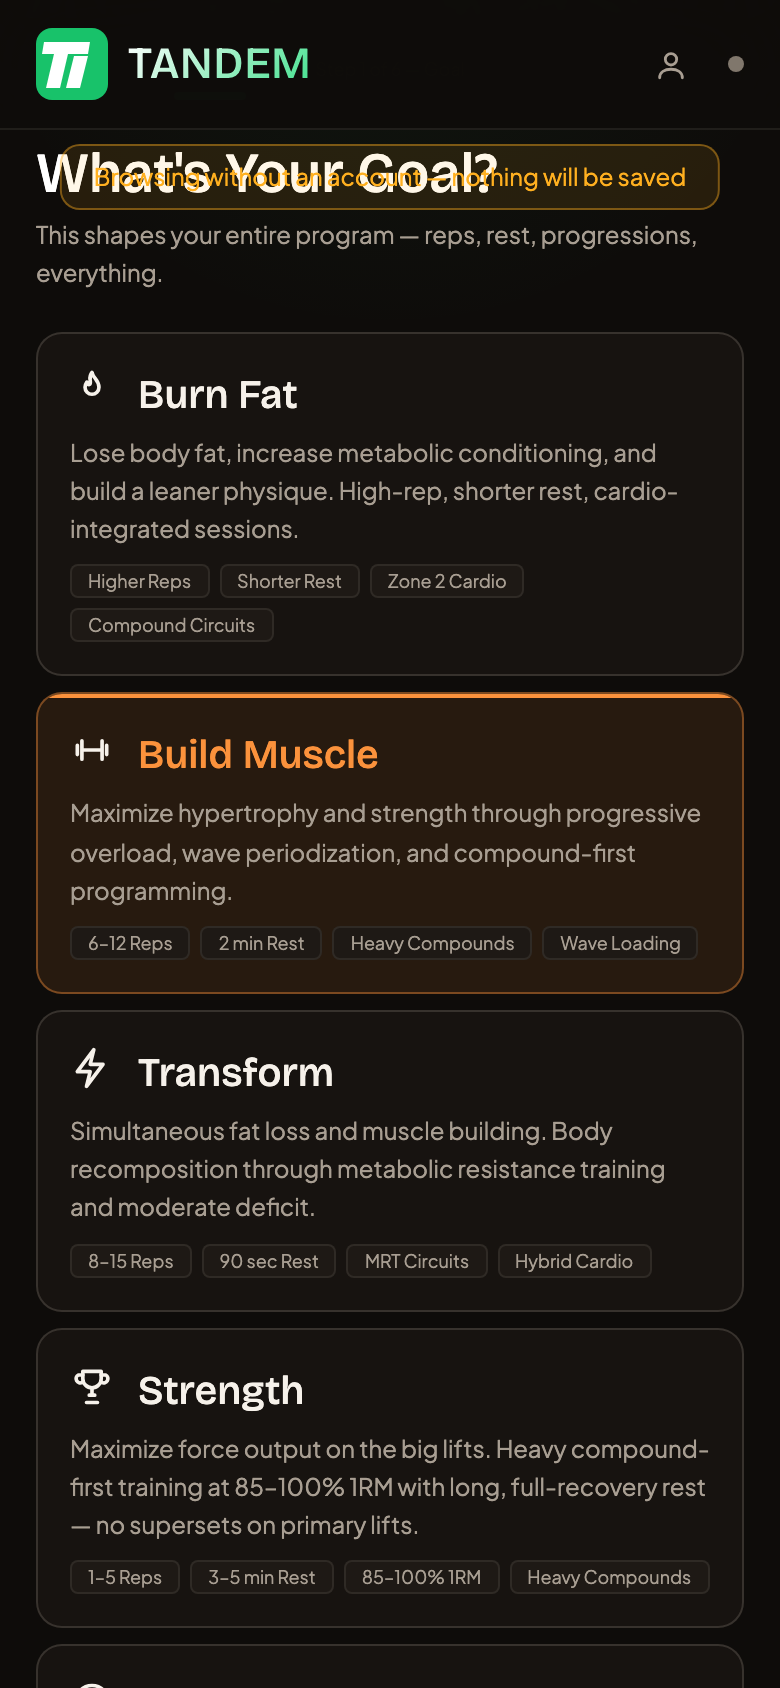 TANDEM
What's Your Goal?
Browsing without an account — nothing will be saved
This shapes your entire program — reps, rest, progressions,
everything.
Burn Fat
Lose body fat, increase metabolic conditioning, and
build a leaner physique. High-rep, shorter rest, cardio-
integrated sessions.
Higher Reps
Shorter Rest
Zone 2 Cardio
Compound Circuits
Build Muscle
Maximize hypertrophy and strength through progressive
overload, wave periodization, and compound-first
programming.
6–12 Reps
2 min Rest
Heavy Compounds
Wave Loading
Transform
Simultaneous fat loss and muscle building. Body
recomposition through metabolic resistance training
and moderate deficit.
8–15 Reps
90 sec Rest
MRT Circuits
Hybrid Cardio
Strength
Maximize force output on the big lifts. Heavy compound-
first training at 85–100% 1RM with long, full-recovery rest
— no supersets on primary lifts.
1–5 Reps
3–5 min Rest
85–100% 1RM
Heavy Compounds